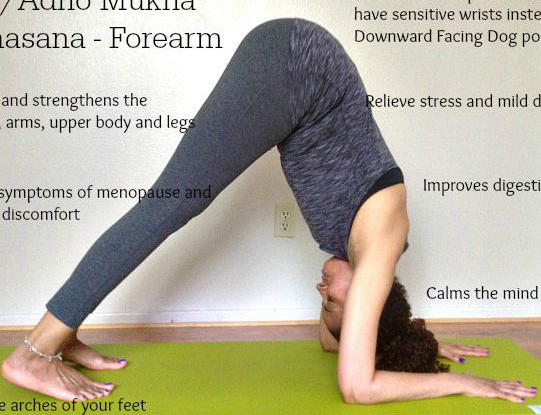 /Adho Mukha
asana - Forearm
have sensitive wrists inste
Downward Facing Dog po
and strengthens the
, arms, upper body and legs
Relieve stress and mild d
symptoms of menopause and
discomfort
Improves digesti
Calms the mind
e arches of your feet